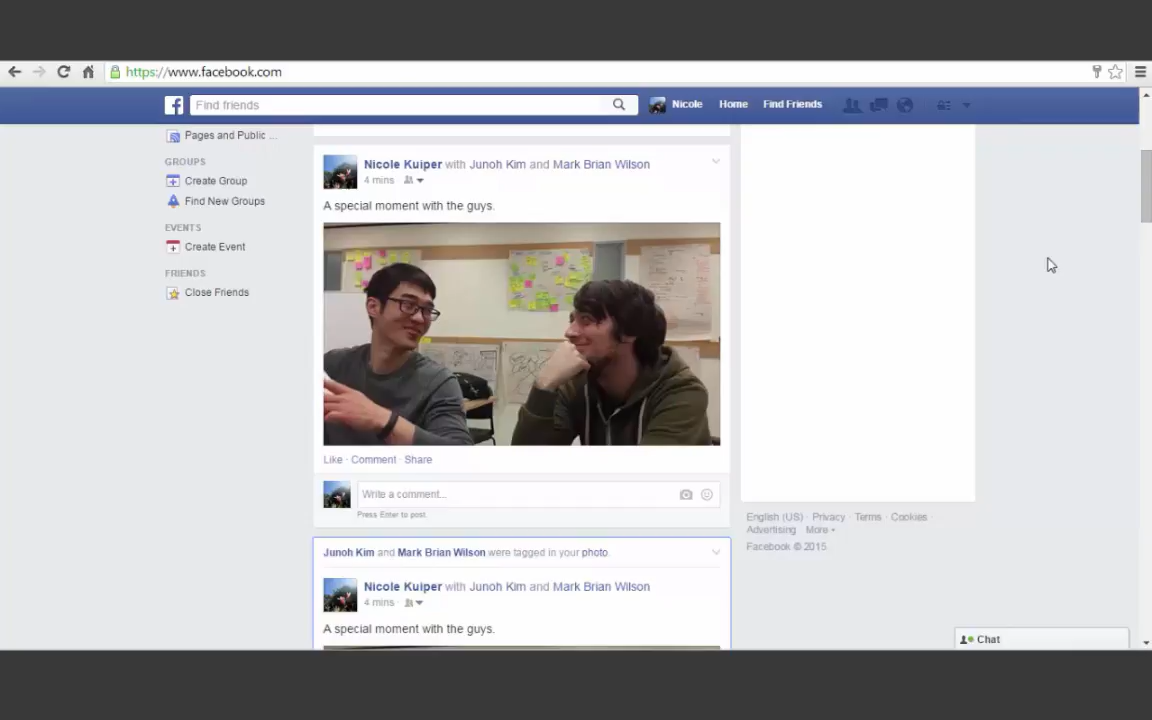 https://www.facebook.com
Find friends
Nicole
Home
Find Friends
Pages and Public ...
GROUPS
Create Group
Find New Groups
EVENTS
Create Event
FRIENDS
Close Friends
Nicole Kuiper with Junoh Kim and Mark Brian Wilson
4 mins ·
A special moment with the guys.
Like · Comment · Share
Write a comment...
Press Enter to post.
Junoh Kim and Mark Brian Wilson were tagged in your photo.
Nicole Kuiper with Junoh Kim and Mark Brian Wilson
4 mins ·
A special moment with the guys.
English (US) · Privacy · Terms · Cookies ·
Advertising · More
Facebook © 2015
Chat